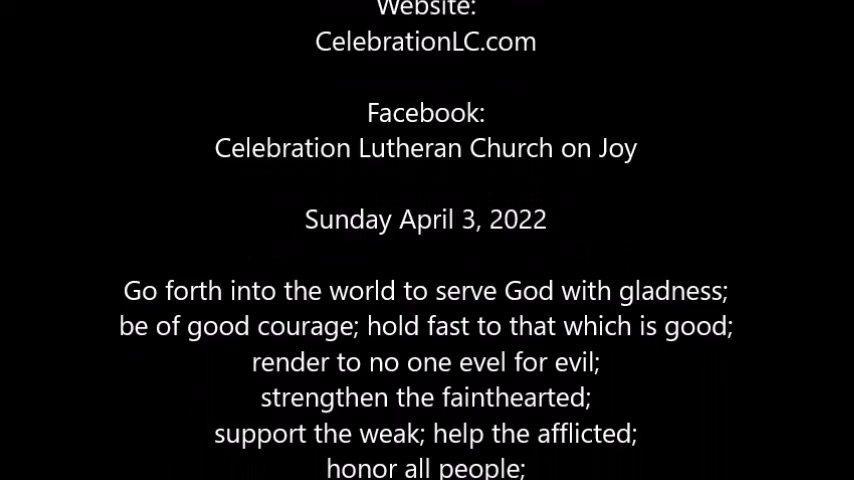 Website:
CelebrationLC.com
Facebook:
Celebration Lutheran Church on Joy
Sunday April 3, 2022
Go forth into the world to serve God with gladness;
be of good courage; hold fast to that which is good;
render to no one evel for evil;
strengthen the fainthearted;
support the weak; help the afflicted;
honor all people;